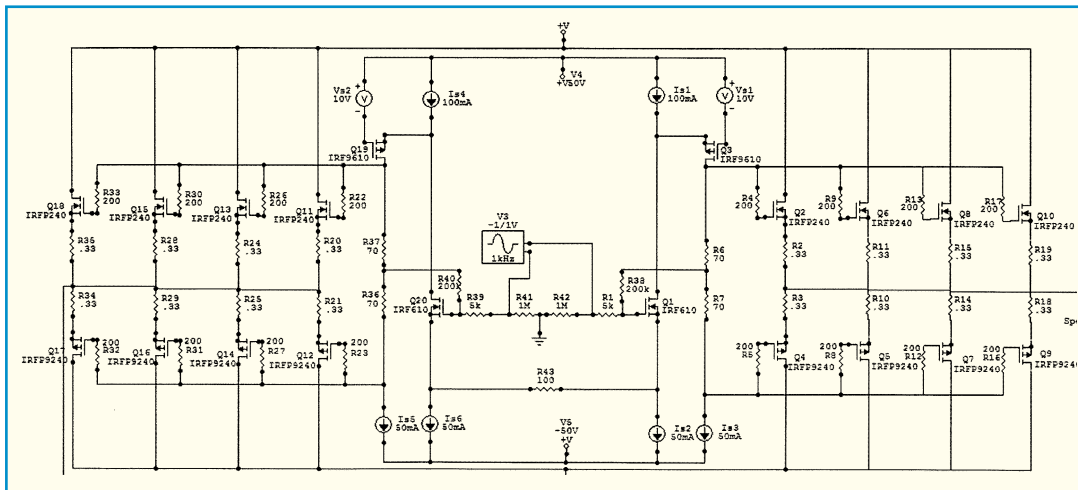 +V
Vs2
10V
Is4
100mA
V4
+V50V
Is1
100mA
Vs1
10V
Q19
IRF9610
Q3
IRF9610
Q18
IRFP240
R33
200
Q15
IRFP240
R30
200
Q13
IRFP240
R26
200
Q11
IRFP240
R22
200
R4
200
Q2
IRFP240
R9
200
Q6
IRFP240
R13
200
Q8
IRFP240
R17
200
Q10
IRFP240
R35
.33
R28
.33
R24
.33
R20
.33
R37
70
V3
-1/1V
1kHz
R6
70
R2
.33
R11
.33
R15
.33
R19
.33
R40
200k
R38
200k
R34
.33
R29
.33
R25
.33
R21
.33
R36
70
Q20
IRF610
R39
5k
R41
1M
R42
1M
R1
5k
Q1
IRF610
R7
70
R3
.33
R10
.33
R14
.33
R18
.33
Spe
Q17
IRFP9240
200
R32
Q16
IRFP9240
200
R31
Q14
IRFP9240
200
R27
Q12
IRFP9240
200
R23
200
R5
Q4
IRFP9240
200
R8
Q5
IRFP9240
200
R12
Q7
IRFP9240
200
R16
Q9
IRFP9240
R43
100
Is5
50mA
Is6
50mA
V5
-50V
+V
Is2
50mA
Is3
50mA